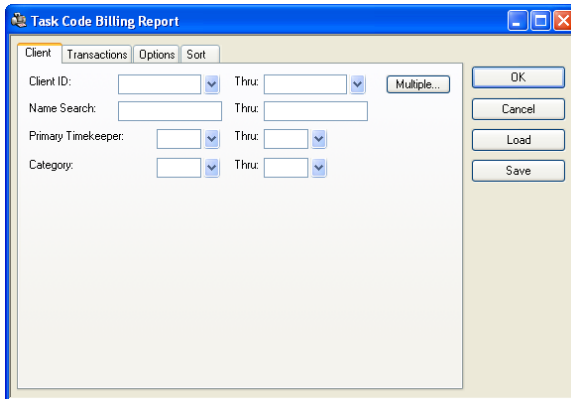 Task Code Billing Report
Client Transactions Options Sort
Client ID: Thru: Multiple...
Name Search: Thru:
Primary Timekeeper: Thru:
Category: Thru:
OK
Cancel
Load
Save